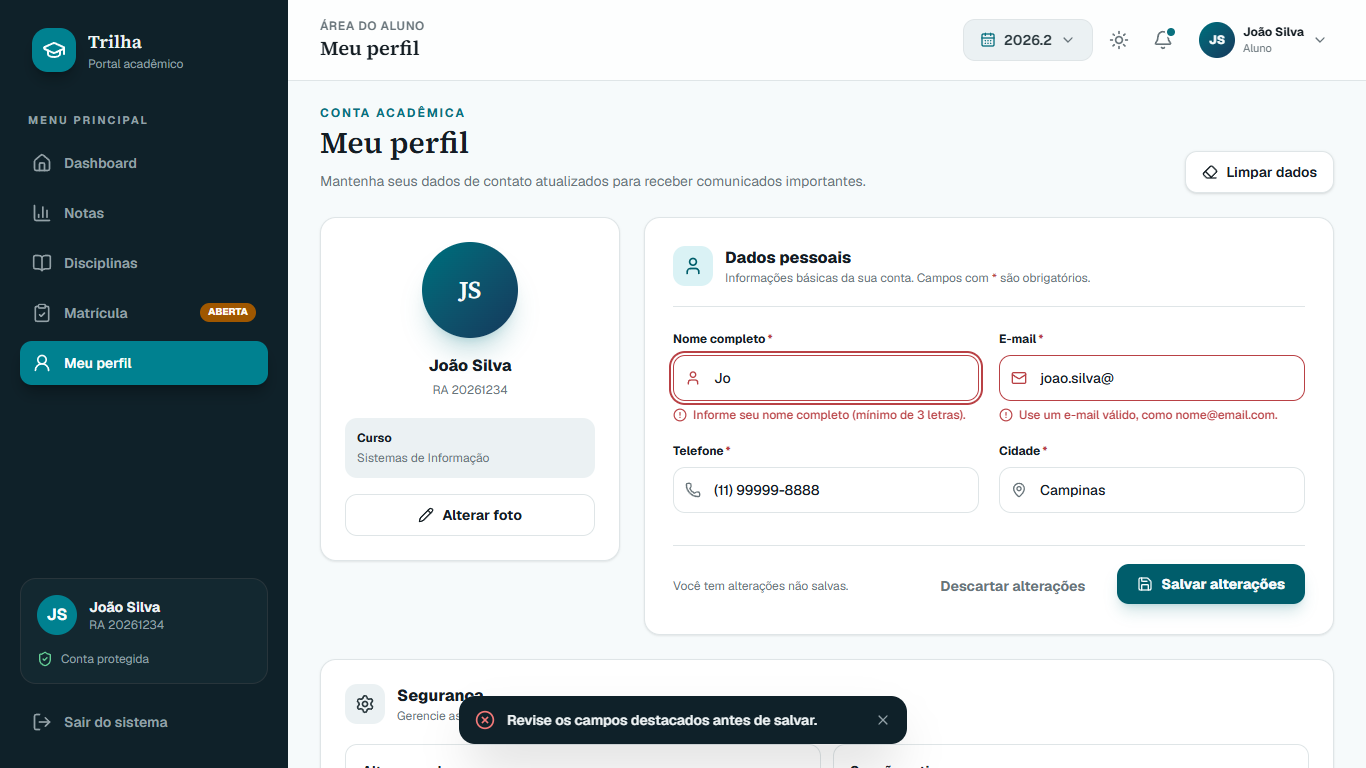 Trilha
Portal acadêmico
MENU PRINCIPAL
Dashboard
Notas
Disciplinas
Matrícula
ABERTA
Meu perfil
JS
João Silva
RA 20261234
Conta protegida
Sair do sistema
ÁREA DO ALUNO
Meu perfil
2026.2
JS
João Silva
Aluno
CONTA ACADÊMICA
Meu perfil
Mantenha seus dados de contato atualizados para receber comunicados importantes.
Limpar dados
JS
João Silva
RA 20261234
Curso
Sistemas de Informação
Alterar foto
Dados pessoais
Informações básicas da sua conta. Campos com * são obrigatórios.
Nome completo *
Jo
Informe seu nome completo (mínimo de 3 letras).
E-mail *
joao.silva@
Use um e-mail válido, como nome@email.com.
Telefone *
(11) 99999-8888
Cidade *
Campinas
Você tem alterações não salvas.
Descartar alterações
Salvar alterações
Segurança
Gerencie
Revise os campos destacados antes de salvar.